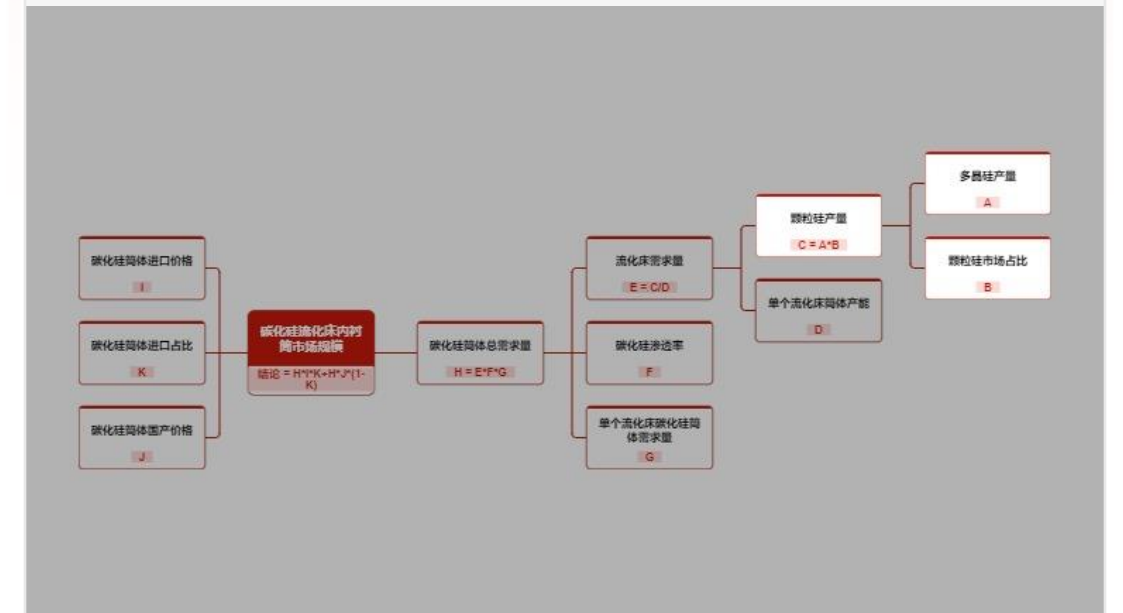 多晶硅产量
A
颗粒硅产量
C = A*B
颗粒硅市场占比
B
碳化硅筒体进口价格
I
流化床需求量
E = C/D
单个流化床筒体产能
D
碳化硅流化床内衬
筒市场规模
结论 = H*I*K+H*J*(1-
K)
碳化硅筒体进口占比
K
碳化硅筒体总需求量
H = E*F*G
碳化硅渗透率
F
碳化硅筒体国产价格
J
单个流化床碳化硅筒
体需求量
G